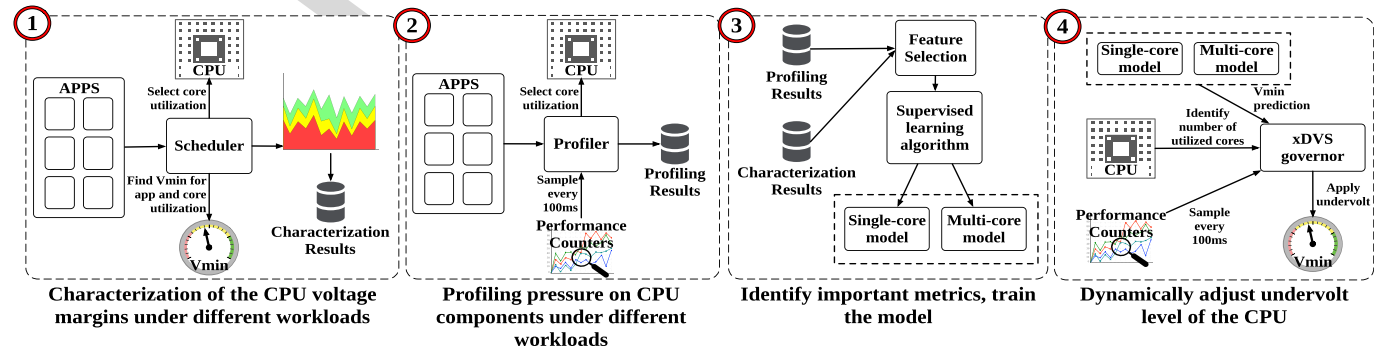 1
CPU
APPS
Select core
utilization
Scheduler
Find Vmin for
app and core
utilization
Vmin
Characterization
Results
Characterization of the CPU voltage
margins under different workloads
2
CPU
APPS
Select core
utilization
Profiler
Profiling
Results
Sample
every
100ms
Performance
Counters
Profiling pressure on CPU
components under different
workloads
3
Profiling
Results
Feature
Selection
Characterization
Results
Supervised
learning
algorithm
Single-core
model
Multi-core
model
Identify important metrics, train
the model
4
Single-core
model
Multi-core
model
Vmin
prediction
Identify
number of
utilized cores
CPU
xDVS
governor
Performance
Counters
Sample
every
100ms
Apply
undervolt
Vmin
Dynamically adjust undervolt
level of the CPU